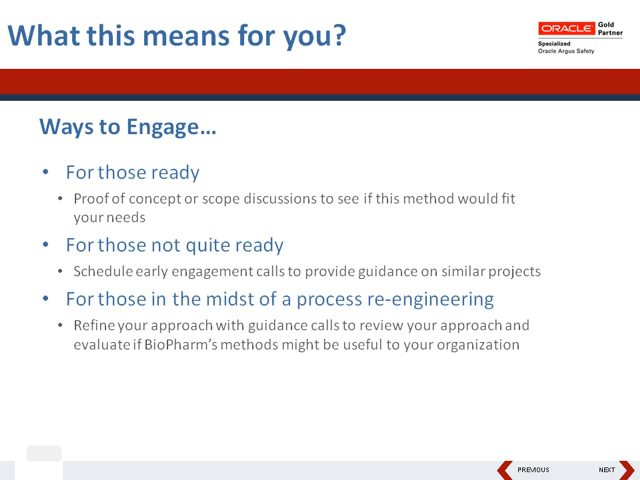 What this means for you?
ORACLE Gold
Partner
Specialized
Oracle Argus Safety
Ways to Engage...
• For those ready
• Proof of concept or scope discussions to see if this method would fit
your needs
• For those not quite ready
• Schedule early engagement calls to provide guidance on similar projects
• For those in the midst of a process re-engineering
• Refine your approach with guidance calls to review your approach and
evaluate if BioPharm's methods might be useful to your organization
PREVIOUS NEXT